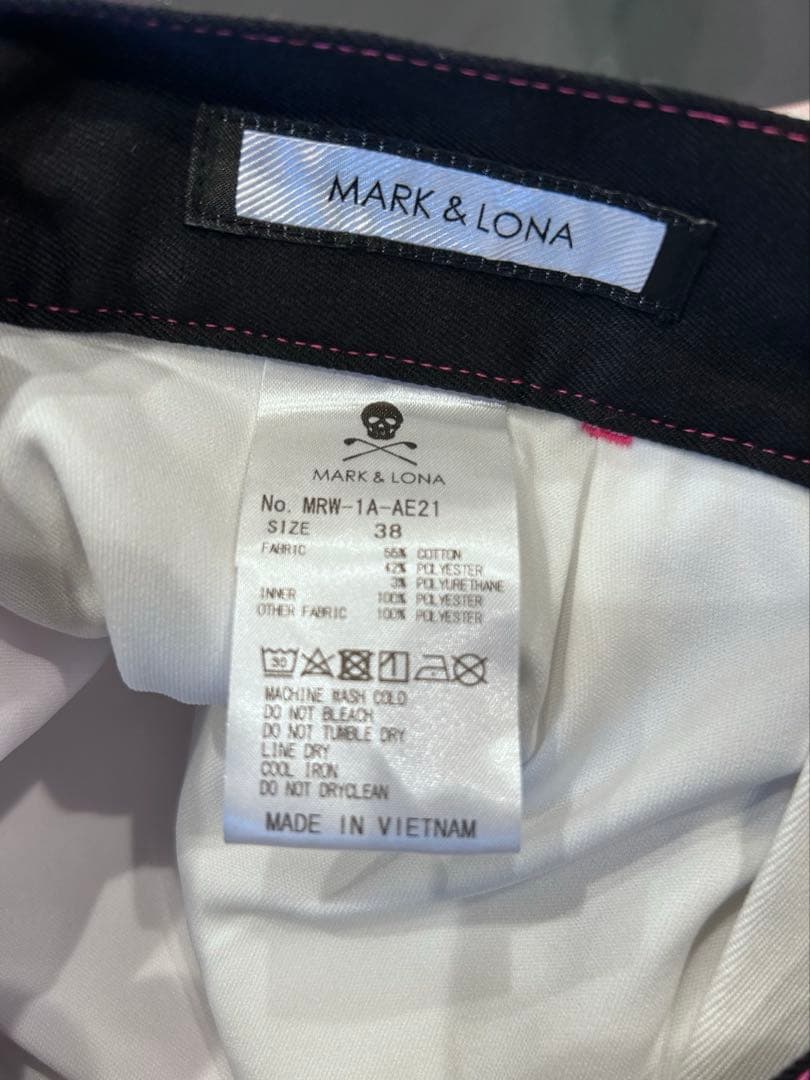 MARK & LONA
MARK & LONA
No. MRW-1A-AE21
SIZE 38
FABRIC 55% COTTON
42% POLYESTER
3% POLYURETHANE
INNER 100% POLYESTER
OTHER FABRIC 100% POLYESTER
30
MACHINE WASH COLD
DO NOT BLEACH
DO NOT TUMBLE DRY
LINE DRY
COOL IRON
DO NOT DRYCLEAN
MADE IN VIETNAM